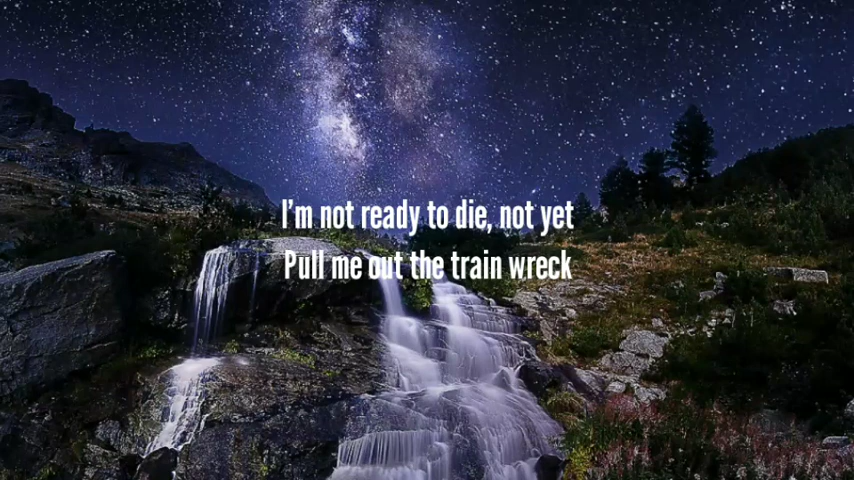 I'm not ready to die, not yet
Pull me out the train wreck